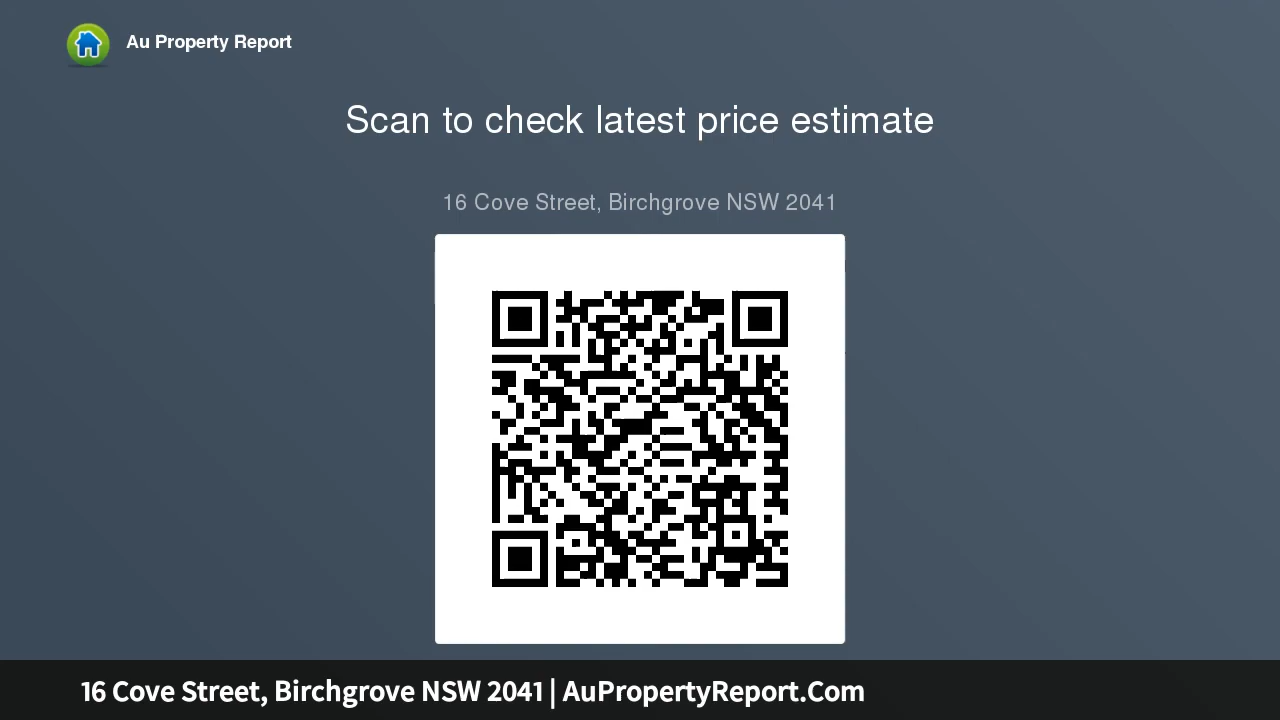 Au Property Report
Scan to check latest price estimate
16 Cove Street, Birchgrove NSW 2041
16 Cove Street, Birchgrove NSW 2041 | AuPropertyReport.Com